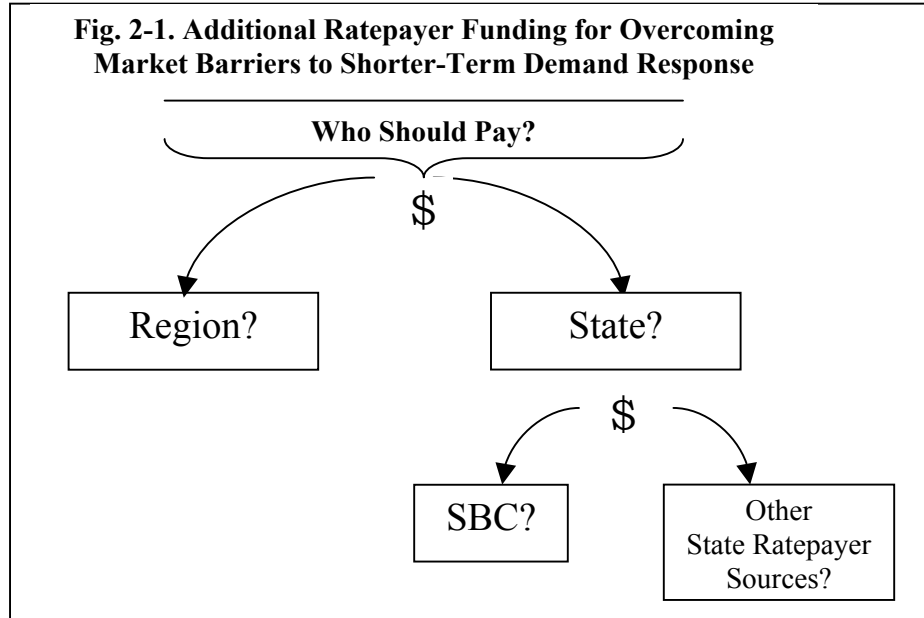 Fig. 2-1. Additional Ratepayer Funding for Overcoming
Market Barriers to Shorter-Term Demand Response
Who Should Pay?
$
Region?
State?
$
SBC?
Other
State Ratepayer
Sources?